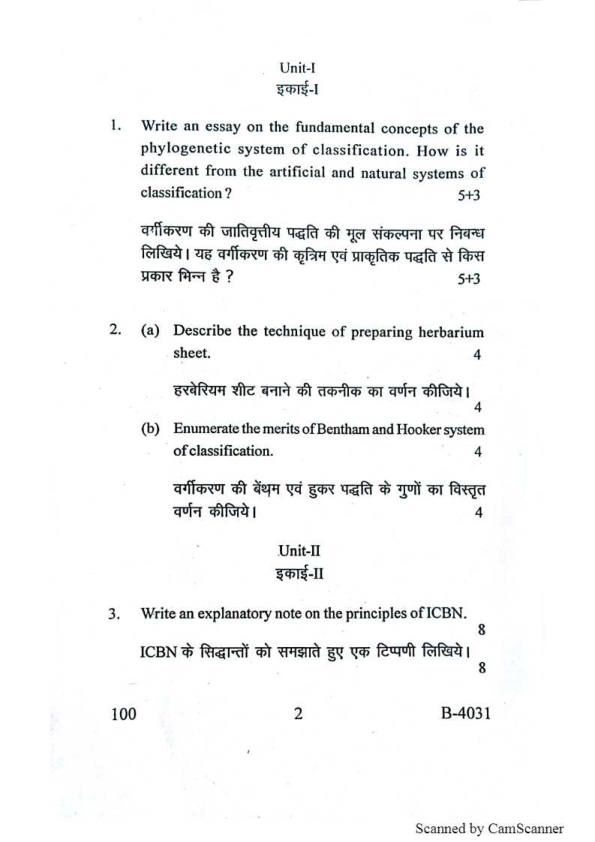 Unit-I
इकाई-I
1. Write an essay on the fundamental concepts of the
phylogenetic system of classification. How is it
different from the artificial and natural systems of
classification ? 5+3
वर्गीकरण की जातिवृत्तीय पद्धति की मूल संकल्पना पर निबन्ध
लिखिये। यह वर्गीकरण की कृत्रिम एवं प्राकृतिक पद्धति से किस
प्रकार भिन्न है ? 5+3
2. (a) Describe the technique of preparing herbarium
sheet. 4
हरबेरियम शीट बनाने की तकनीक का वर्णन कीजिये।
4
(b) Enumerate the merits of Bentham and Hooker system
of classification. 4
वर्गीकरण की बेंथम एवं हुकर पद्धति के गुणों का विस्तृत
वर्णन कीजिये। 4
Unit-II
इकाई-II
3. Write an explanatory note on the principles of ICBN.
8
ICBN के सिद्धान्तों को समझाते हुए एक टिप्पणी लिखिये।
8
100 2 B-4031
Scanned by CamScanner